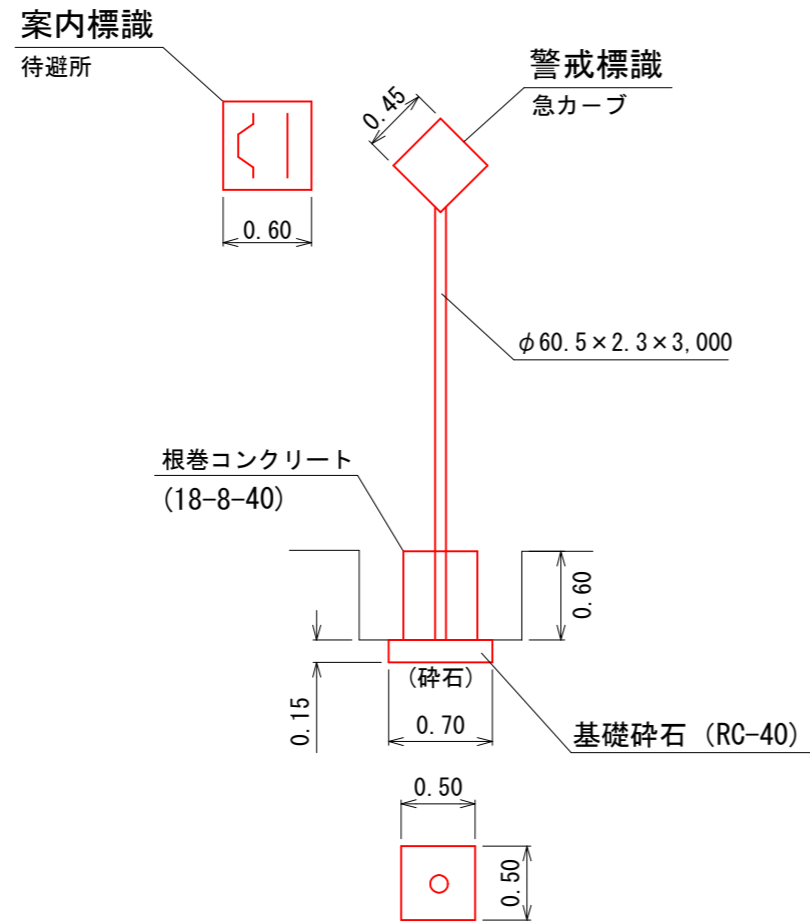 案内標識
待避所
警戒標識
急カーブ
0.45
0.60
φ60.5×2.3×3,000
根巻コンクリート
(18-8-40)
0.60
(砕石)
0.15
0.70
基礎砕石 (RC-40)
0.50
0.50